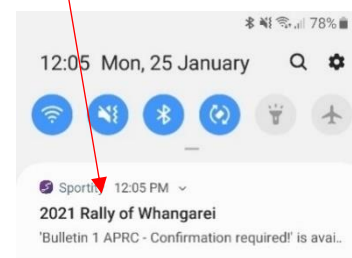 78%
12:05 Mon, 25 January
Sportity 12:05 PM
2021 Rally of Whangarei
'Bulletin 1 APRC - Confirmation required!' is avai..